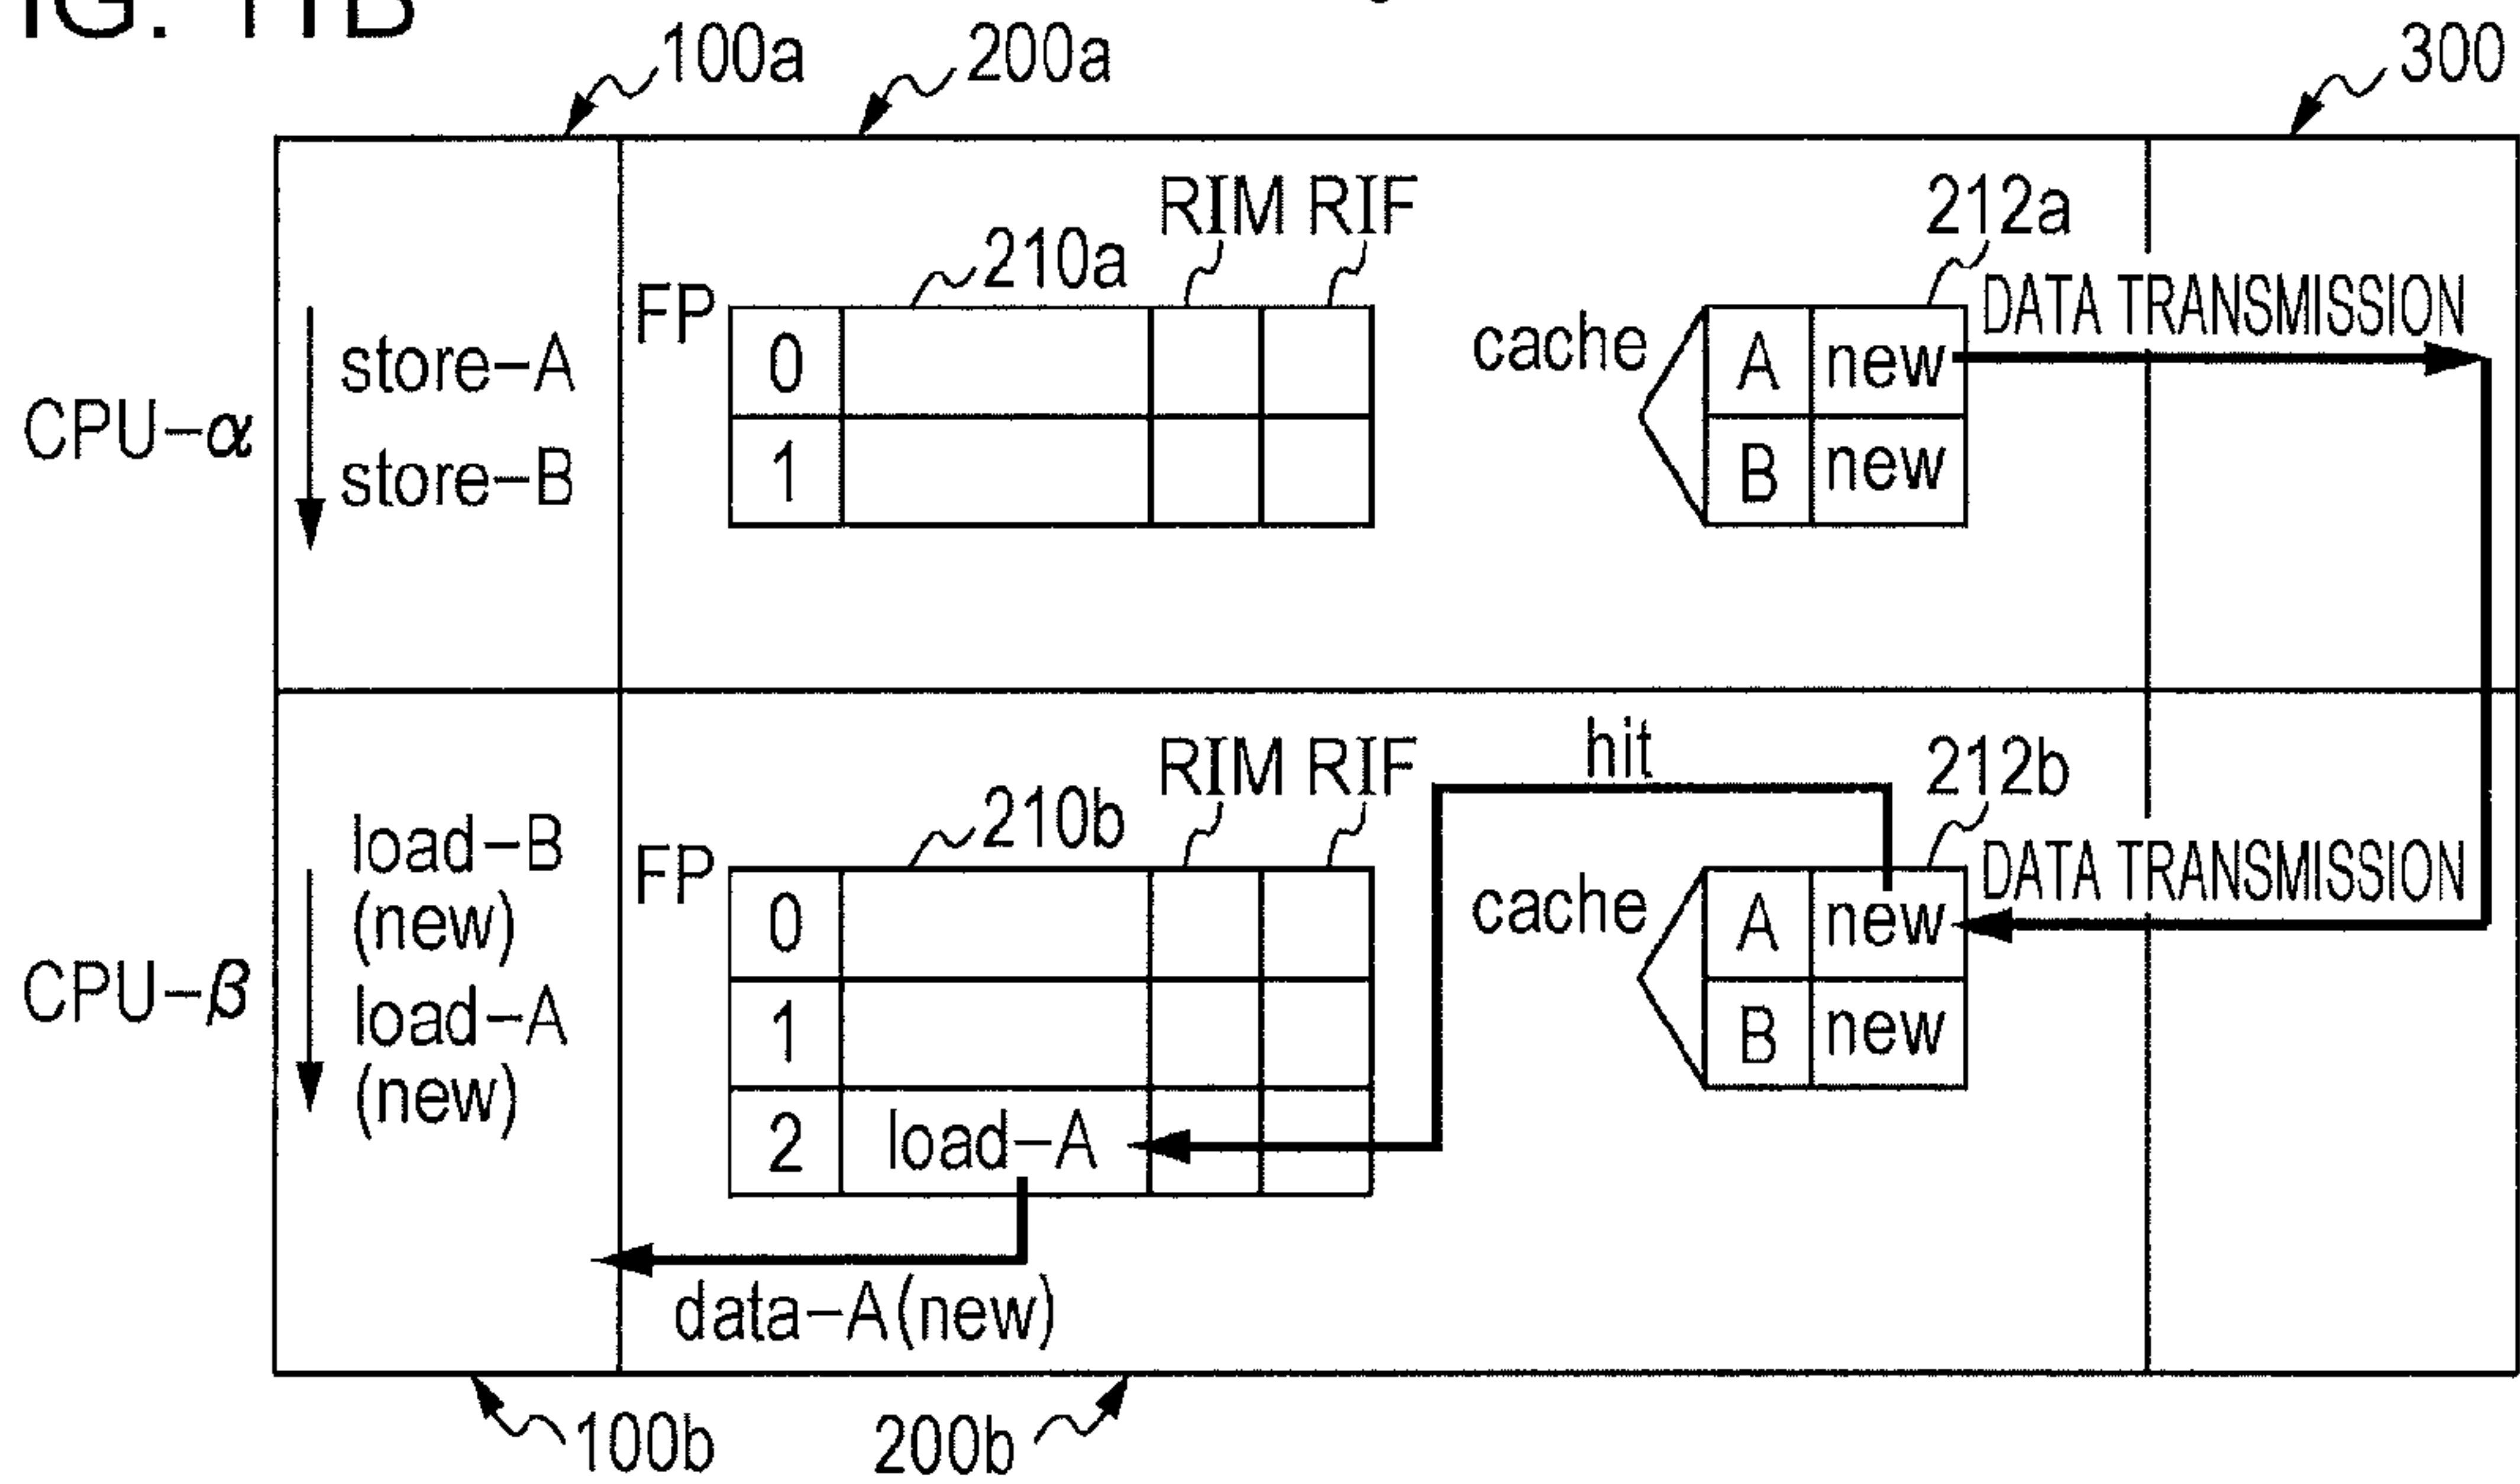 IG. 11B
100a 200a 300
RIM RIF 212a
210a
FP DATA TRANSMISSION
0 cache A new
store-A
CPU-α
store-B 1 B new
hit
RIM RIF 212b
210b
load-B
FP DATA TRANSMISSION
(new) 0 cache A new
CPU-β
load-A 1 B new
(new)
2 load-A
data-A(new)
100b 200b